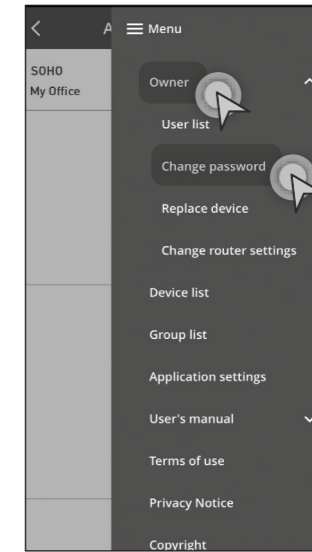 A
Menu
SOHO
My Office
Owner
User list
Change password
Replace device
Change router settings
Device list
Group list
Application settings
User's manual
Terms of use
Privacy Notice
Copyright